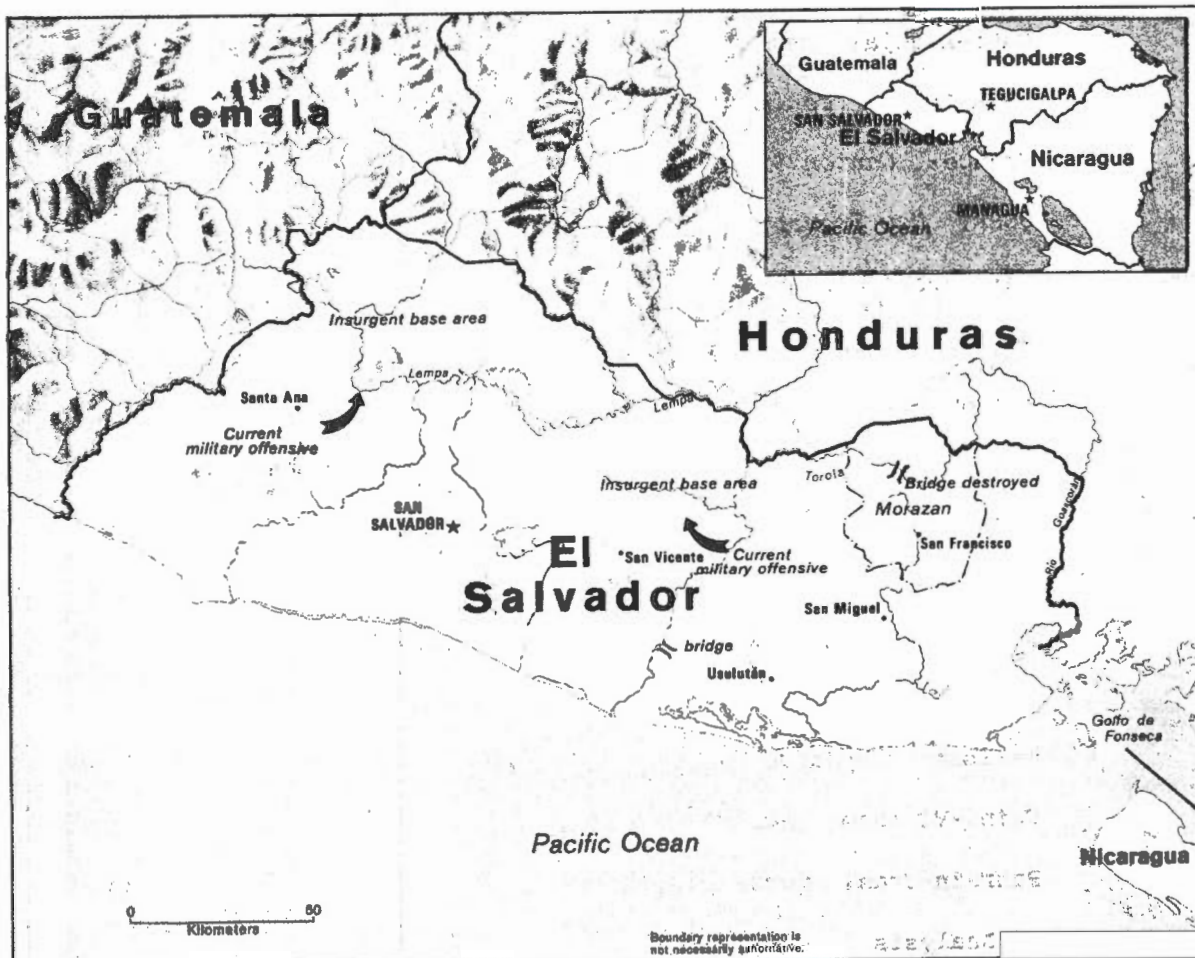 Guatemala
Honduras
Guatemala
TEGUCIGALPA
SAN SALVADOR
El Salvador
Nicaragua
MANAGUA
Pacific Ocean
Insurgent base area
Honduras
Lempa
Santa Ana
Lempa
Current
military offensive
Torola
Bridge destroyed
Insurgent base area
Morazan
Goascorán
SAN
SALVADOR
San Francisco
El
Salvador
San Vicente
Current
military offensive
Río
San Miguel
bridge
Usulután
Golfo de
Fonseca
Pacific Ocean
Nicaragua
0
50
Kilometers
Boundary representation is
not necessarily authoritative.